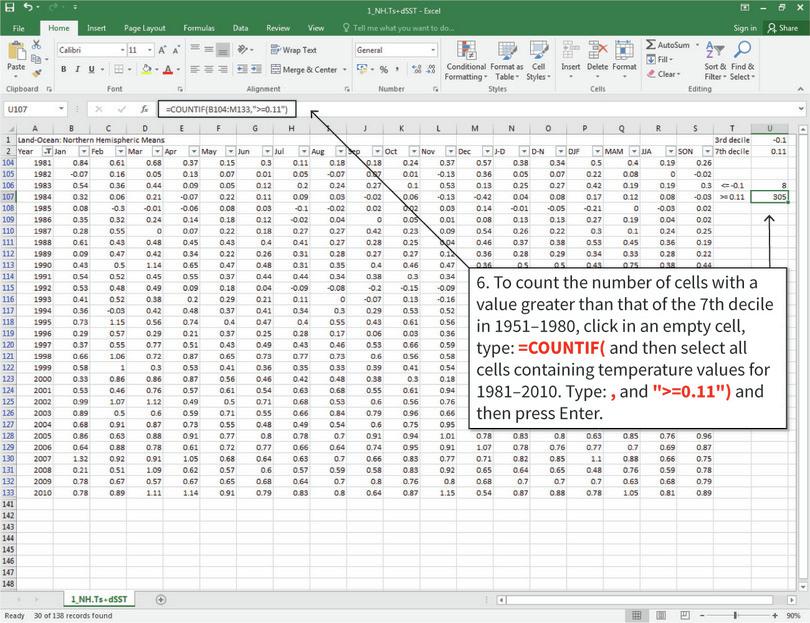 1_NH.Ts+dSST - Excel
File Home Insert Page Layout Formulas Data Review View Tell me what you want to do... Sign in Share
Calibri 11 Wrap Text General AutoSum
Paste B I U Merge & Center Conditional Formatting Format as Table Cell Styles Insert Delete Format Fill Clear Sort & Filter Find & Select
Clipboard Font Alignment Number Styles Cells Editing
U107 fx =COUNTIF(B104:M133,">=0.11")
A B C D E F G H I J K L M N O P Q R S T U
1 Land-Ocean: Northern Hemispheric Means 3rd decile -0.1
2 Year Jan Feb Mar Apr May Jun Jul Aug Sep Oct Nov Dec J-D D-N DJF MAM JJA SON 7th decile 0.11
104 1981 0.84 0.61 0.68 0.37 0.15 0.3 0.11 0.18 0.18 0.24 0.37 0.57 0.38 0.34 0.5 0.4 0.19 0.26
105 1982 -0.07 0.16 0.05 0.13 0.07 0.01 0.05 -0.07 0.07 0.01 -0.13 0.36 0.05 0.07 0.22 0.08 0 -0.02
106 1983 0.54 0.36 0.44 0.09 0.05 0.12 0.2 0.24 0.27 0.1 0.53 0.13 0.25 0.27 0.42 0.19 0.19 0.3 <= -0.1 8
107 1984 0.32 0.06 0.21 -0.07 0.22 0.11 0.09 0.03 -0.02 0.06 -0.13 -0.42 0.04 0.08 0.17 0.12 0.08 -0.03 >= 0.11 305
108 1985 0.08 -0.3 -0.01 -0.06 0.08 0.03 -0.1 -0.02 0.02 0.03 -0.16 0.14 -0.01 -0.05 -0.21 0 -0.03 0.02
109 1986 0.35 0.32 0.24 0.14 0.18 0.12 -0.02 0.04 0 0.05 0.01 0.08 0.13 0.13 0.27 0.19 0.04 0.02
110 1987 0.28 0.55 0 0.07 0.22 0.18 0.27 0.27 0.42 0.23 0.09 0.54 0.26 0.22 0.3 0.1 0.24 0.25
111 1988 0.61 0.43 0.48 0.45 0.43 0.4 0.41 0.27 0.28 0.25 0.04 0.46 0.37 0.38 0.53 0.45 0.36 0.19
112 1989 0.09 0.47 0.42 0.34 0.22 0.26 0.31 0.28 0.27 0.27 0.12 0.36 0.28 0.29 0.34 0.33 0.28 0.22
113 1990 0.43 0.5 1.14 0.65 0.47 0.48 0.31 0.35 0.4 0.46 0.47
114 1991 0.54 0.52 0.45 0.55 0.37 0.44 0.44 0.34 0.38 0.3 0.34
115 1992 0.53 0.48 0.49 0.09 0.18 0.04 -0.09 -0.08 -0.2 -0.15 -0.09
116 1993 0.41 0.52 0.38 0.2 0.29 0.21 0.11 0 -0.07 0.13 -0.16
117 1994 0.36 -0.03 0.42 0.48 0.37 0.41 0.34 0.3 0.29 0.53 0.52
118 1995 0.73 1.15 0.56 0.74 0.4 0.47 0.4 0.55 0.43 0.61 0.56
119 1996 0.29 0.57 0.29 0.21 0.37 0.25 0.28 0.17 0.06 0.03 0.36
120 1997 0.37 0.55 0.77 0.51 0.43 0.49 0.43 0.46 0.53 0.66 0.59
121 1998 0.66 1.06 0.72 0.87 0.65 0.73 0.77 0.73 0.6 0.56 0.58
122 1999 0.58 1 0.39 0.5 0.41 0.44 0.54 0.41 0.53 0.51 0.54
123 2000 0.33 0.86 0.86 0.87 0.56 0.46 0.42 0.48 0.38 0.3 0.18
124 2001 0.53 0.46 0.76 0.57 0.61 0.54 0.63 0.68 0.55 0.61 0.94
125 2002 0.99 1.07 1.12 0.49 0.5 0.71 0.68 0.53 0.6 0.56 0.76
126 2003 0.89 0.5 0.6 0.59 0.71 0.55 0.66 0.84 0.79 0.96 0.66
127 2004 0.68 0.91 0.87 0.73 0.55 0.48 0.49 0.54 0.6 0.75 0.95
128 2005 0.86 0.63 0.88 0.91 0.77 0.8 0.78 0.7 0.91 0.94 1.01 0.78 0.83 0.8 0.63 0.85 0.76 0.96
129 2006 0.64 0.88 0.78 0.61 0.62 0.72 0.66 0.64 0.74 0.95 0.91 1.07 0.78 0.76 0.77 0.7 0.69 0.87
130 2007 1.32 0.92 0.91 1.05 0.68 0.64 0.63 0.7 0.66 0.83 0.77 0.71 0.82 0.85 1.1 0.88 0.66 0.75
131 2008 0.21 0.51 1.09 0.62 0.57 0.6 0.57 0.59 0.58 0.83 0.92 0.65 0.64 0.65 0.48 0.76 0.59 0.78
132 2009 0.78 0.67 0.57 0.65 0.68 0.64 0.7 0.8 0.76 0.8 0.68 0.7 0.7 0.7 0.63 0.68 0.79
133 2010 0.78 0.89 1.11 1.14 0.91 0.79 0.83 0.8 0.64 0.87 1.15 0.54 0.87 0.88 0.78 1.05 0.81 0.89
141
142
143
144
145
146
147
148
6. To count the number of cells with a
value greater than that of the 7th decile
in 1951–1980, click in an empty cell,
type: =COUNTIF( and then select all
cells containing temperature values for
1981–2010. Type: , and ">=0.11") and
then press Enter.
1_NH.Ts+dSST
Ready 30 of 138 records found 90%